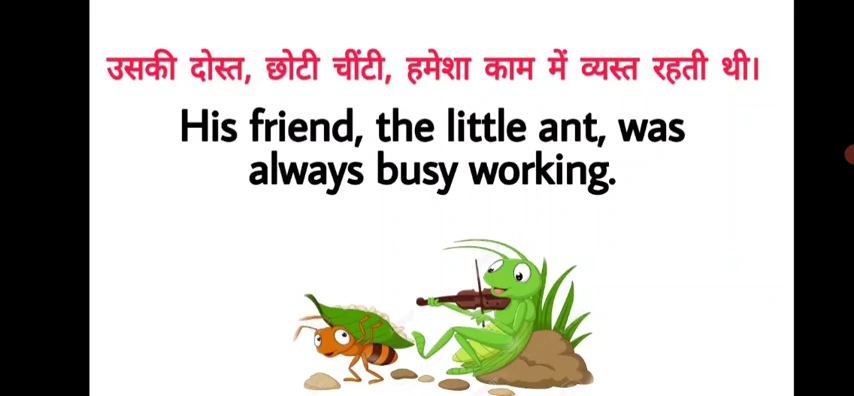 उसकी दोस्त, छोटी चींटी, हमेशा काम में व्यस्त रहती थी।
His friend, the little ant, was
always busy working.